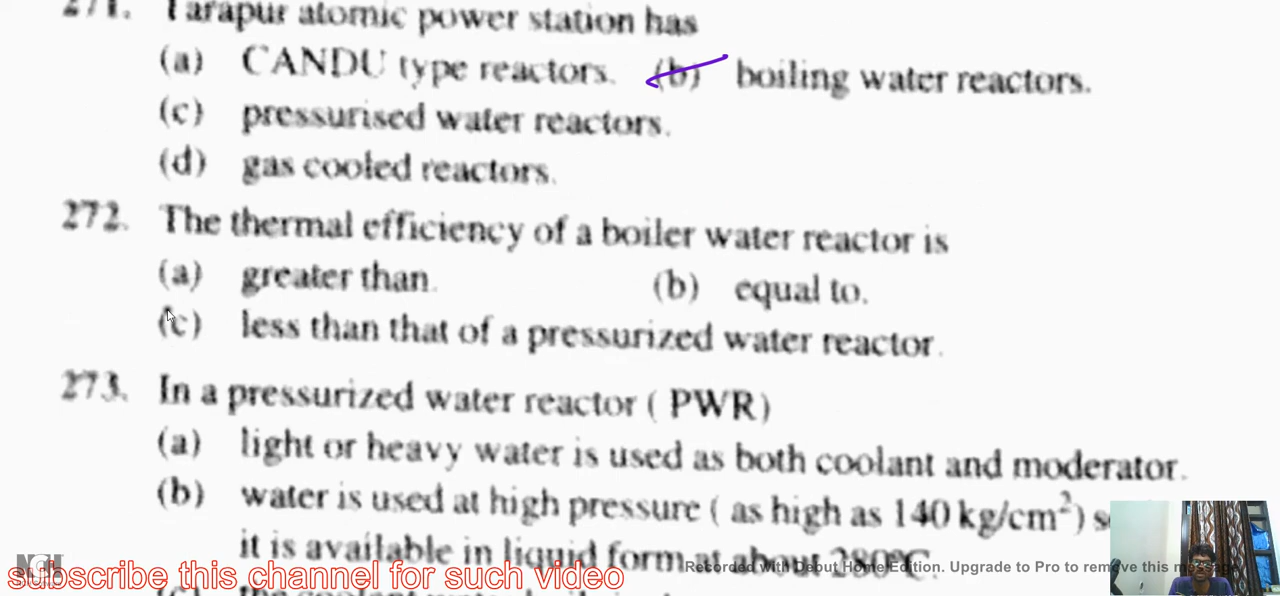 271. Tarapur atomic power station has
(a) CANDU type reactors. (b) boiling water reactors.
(c) pressurised water reactors.
(d) gas cooled reactors.
272. The thermal efficiency of a boiler water reactor is
(a) greater than. (b) equal to.
(c) less than that of a pressurized water reactor.
273. In a pressurized water reactor ( PWR)
(a) light or heavy water is used as both coolant and moderator.
(b) water is used at high pressure ( as high as 140 kg/cm²)
it is available in liquid form at about 280°C.
subscribe this channel for such video
Recorded with Debut Home Edition. Upgrade to Pro to remove this message
NCH